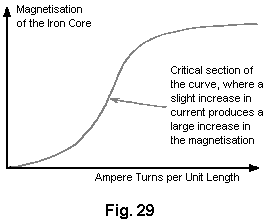 Magnetisation
of the Iron Core
Critical section
of the curve, where a
slight increase in
current produces a
large increase in
the magnetisation
Ampere Turns per Unit Length
Fig. 29